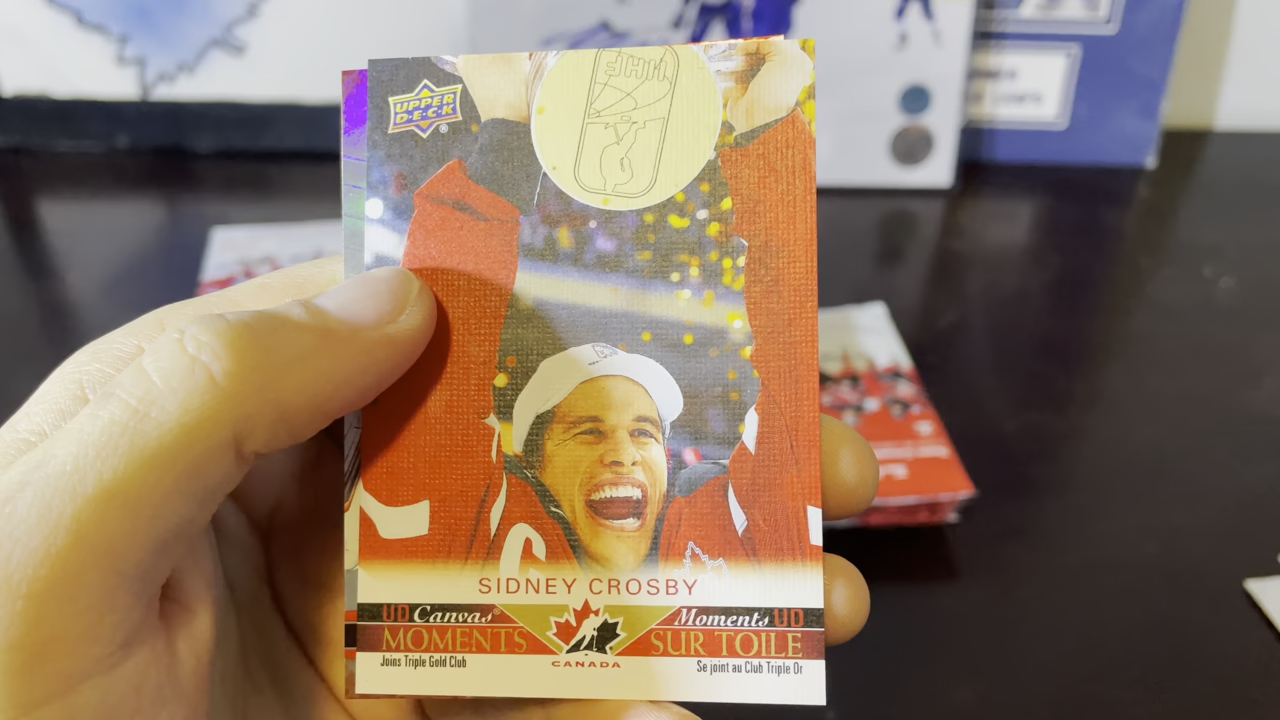 IIHF
UPPER
D·E·C·K®
C
SIDNEY CROSBY
UD Canvas® Moments UD
MOMENTS SUR TOILE
CANADA
Joins Triple Gold Club Se joint au Club Triple Or